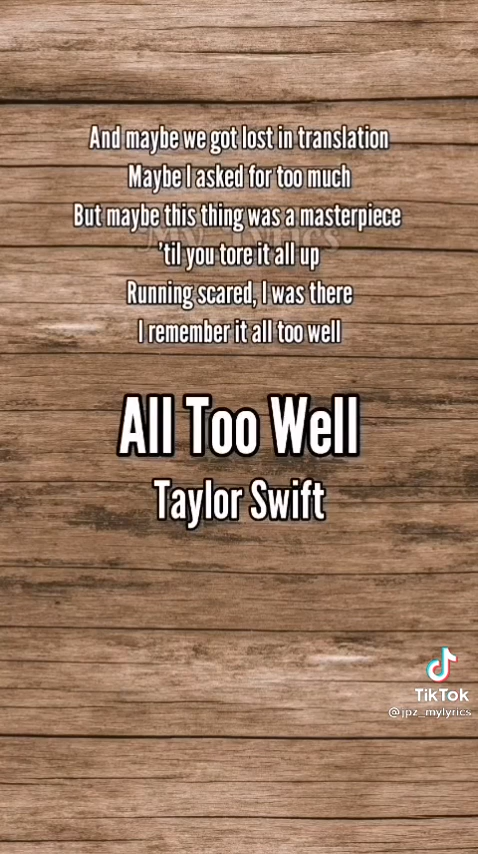 And maybe we got lost in translation
Maybe I asked for too much
But maybe this thing was a masterpiece
'til you tore it all up
Running scared, I was there
I remember it all too well
All Too Well
Taylor Swift
TikTok
@jpz_mylyrics